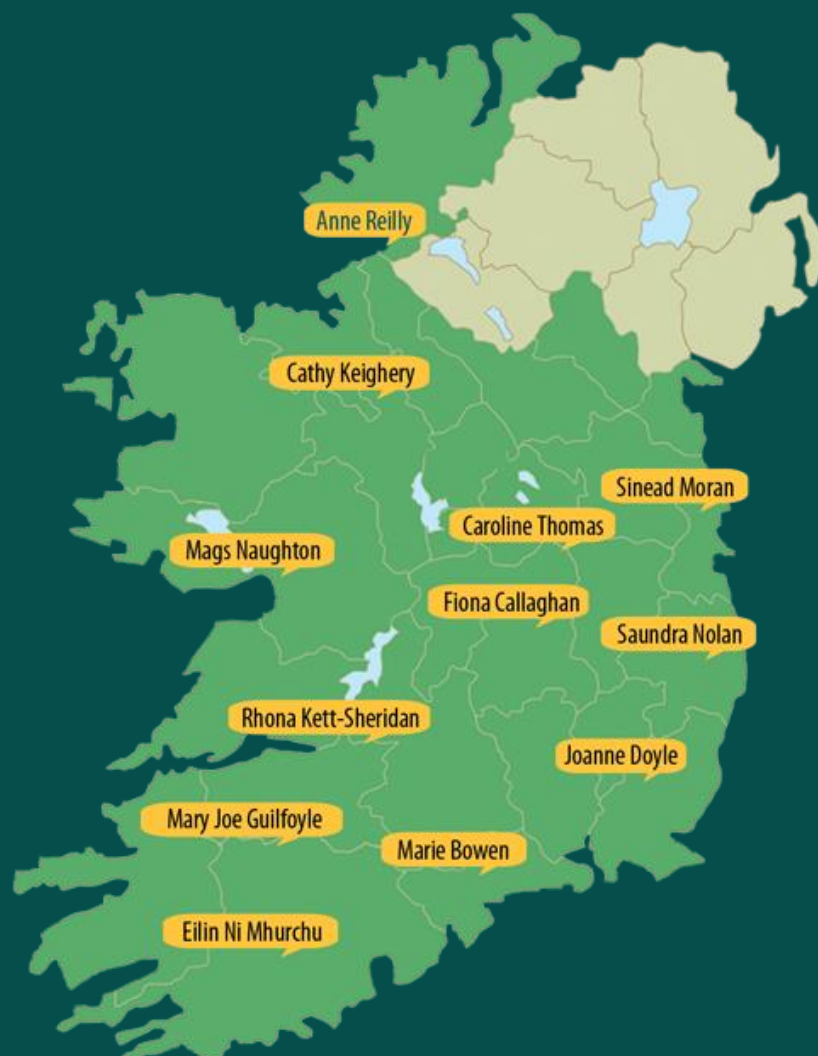 Anne Reilly
Cathy Keighery
Sinead Moran
Caroline Thomas
Mags Naughton
Fiona Callaghan
Saundra Nolan
Rhona Kett-Sheridan
Joanne Doyle
Mary Joe Guilfoyle
Marie Bowen
Eilin Ni Mhurchu